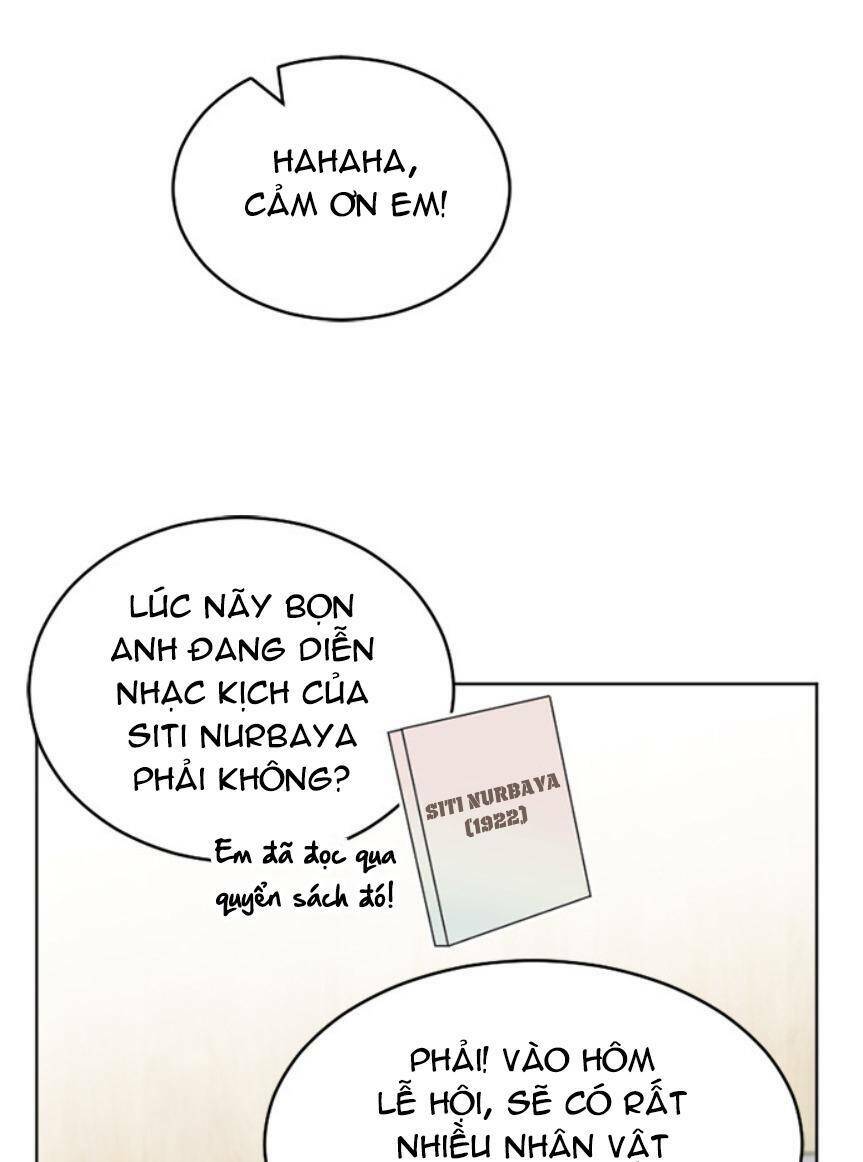 HAHAHA,
CẢM ƠN EM!
LÚC NÃY BỌN
ANH ĐANG DIỄN
NHẠC KỊCH CỦA
SITI NURBAYA
PHẢI KHÔNG?
SITI NURBAYA
(1922)
Em đã đọc qua
quyển sách đó!
PHẢI! VÀO HÔM
LỄ HỘI, SẼ CÓ RẤT
NHIỀU NHÂN VẬT